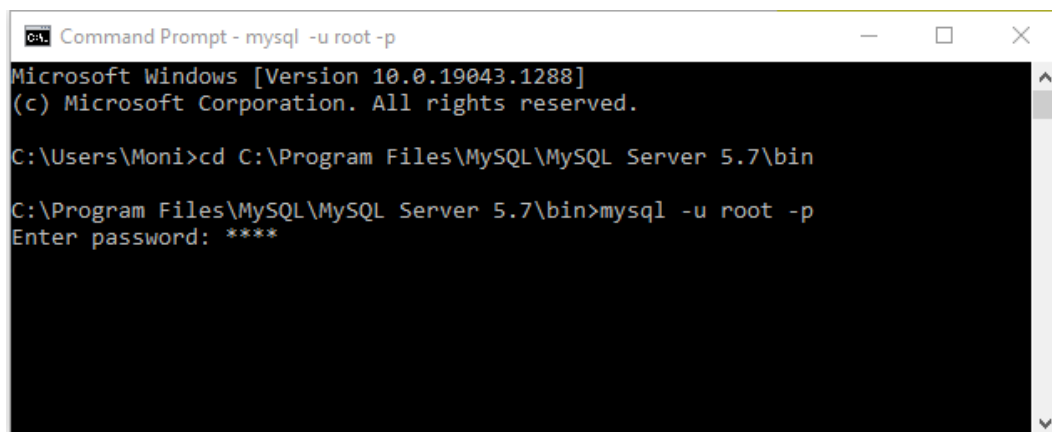 Command Prompt - mysql -u root -p
Microsoft Windows [Version 10.0.19043.1288]
(c) Microsoft Corporation. All rights reserved.
C:\Users\Moni>cd C:\Program Files\MySQL\MySQL Server 5.7\bin
C:\Program Files\MySQL\MySQL Server 5.7\bin>mysql -u root -p
Enter password: ****